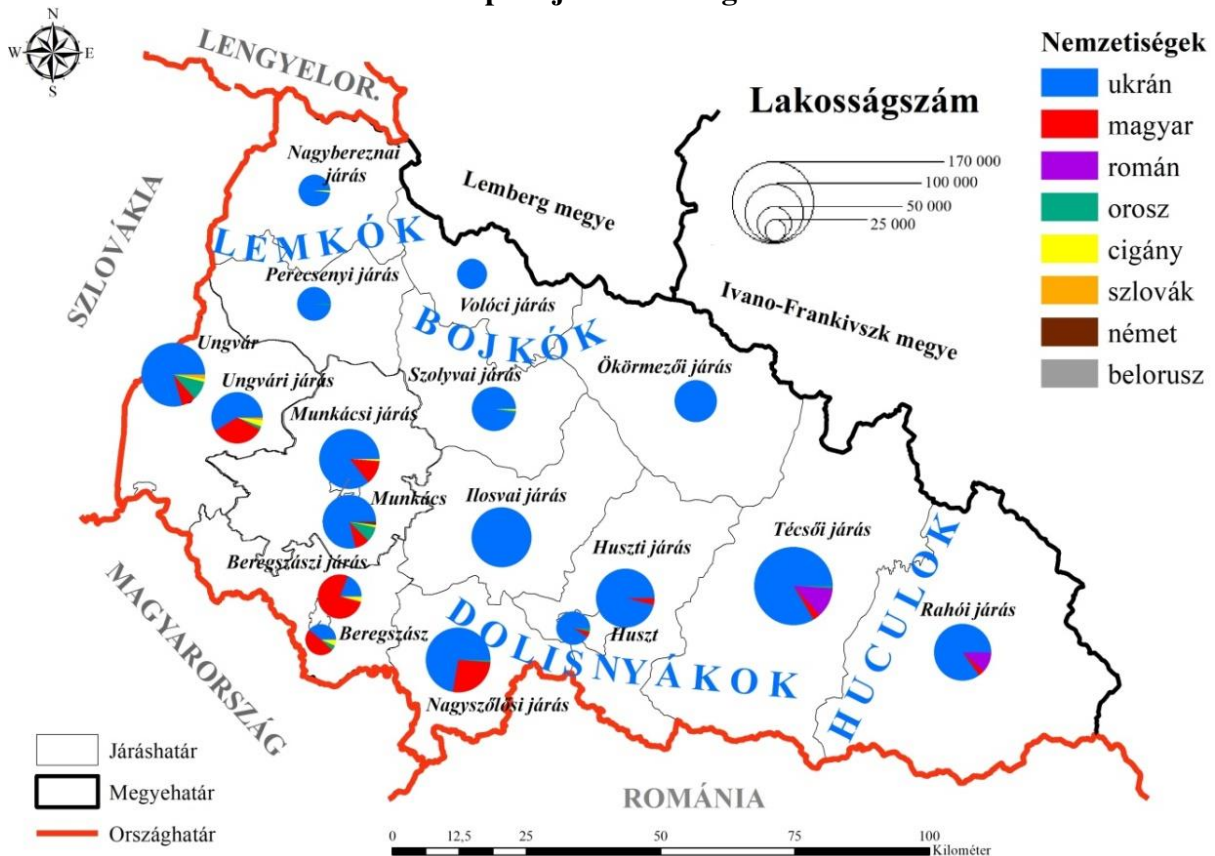 N
W E
S
LENGYELOR.
SZLOVÁKIA
MAGYARORSZÁG
ROMÁNIA
Lemberg megye
Ivano-Frankivszk megye
Lakosságszám
170 000
100 000
50 000
25 000
Nemzetiségek
ukrán
magyar
román
orosz
cigány
szlovák
német
belorusz
Nagybereznai
járás
LEMKÓK
Perecsenyi járás
Volóci járás
BOJKÓK
Ungvár
Ungvári járás
Szolyvai járás
Ökörmezői járás
Munkácsi járás
Munkács
Ilosvai járás
Huszti járás
Técsői járás
HUCULOK
Rahói járás
Beregszászi járás
Beregszász
DOLISNYÁKOK
Huszt
Nagyszőlősi járás
Járáshatár
Megyehatár
Országhatár
0 12,5 25 50 75 100
Kilométer